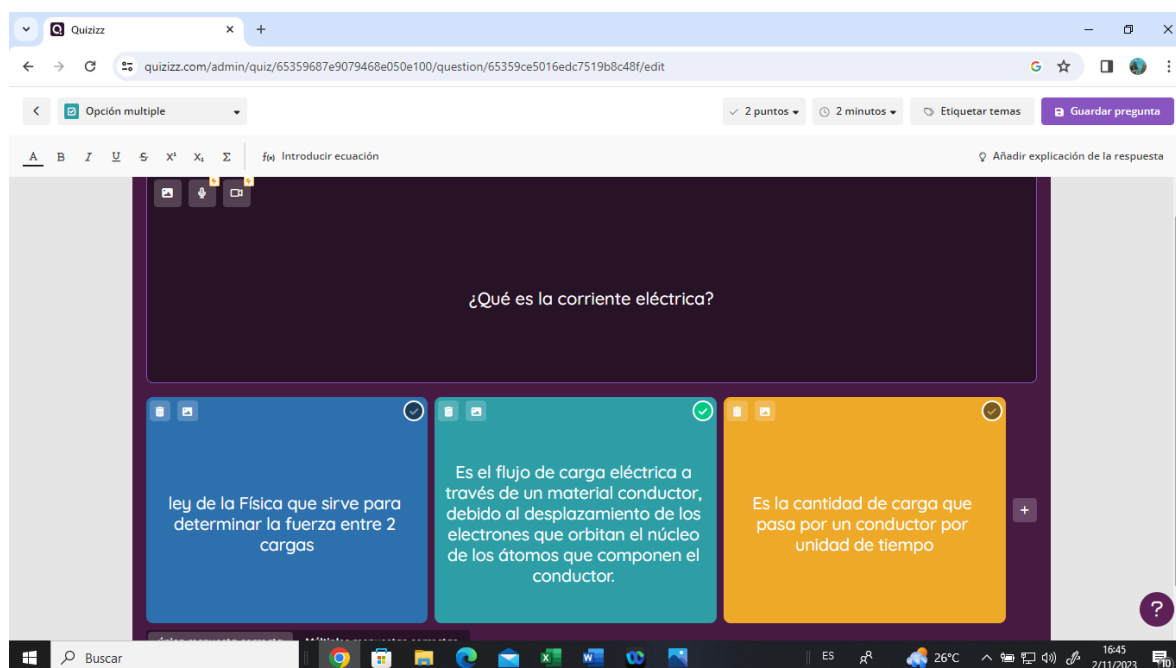 Quizizz
quizizz.com/admin/quiz/65359687e9079468e050e100/question/65359ce5016edc7519b8c48f/edit
Opción multiple
2 puntos
2 minutos
Etiquetar temas
Guardar pregunta
A B I U S X² X₁ Σ f(x) Introducir ecuación
Añadir explicación de la respuesta
¿Qué es la corriente eléctrica?
ley de la Física que sirve para
determinar la fuerza entre 2
cargas
Es el flujo de carga eléctrica a
través de un material conductor,
debido al desplazamiento de los
electrones que orbitan el núcleo
de los átomos que componen el
conductor.
Es la cantidad de carga que
pasa por un conductor por
unidad de tiempo
Buscar
ES
26°C
16:45
2/11/2023